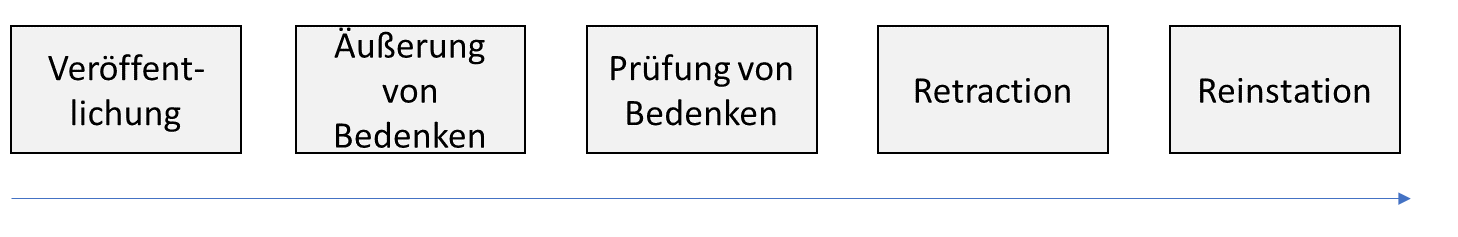 Veröffent-
lichung
Äußerung
von
Bedenken
Prüfung von
Bedenken
Retraction
Reinstation